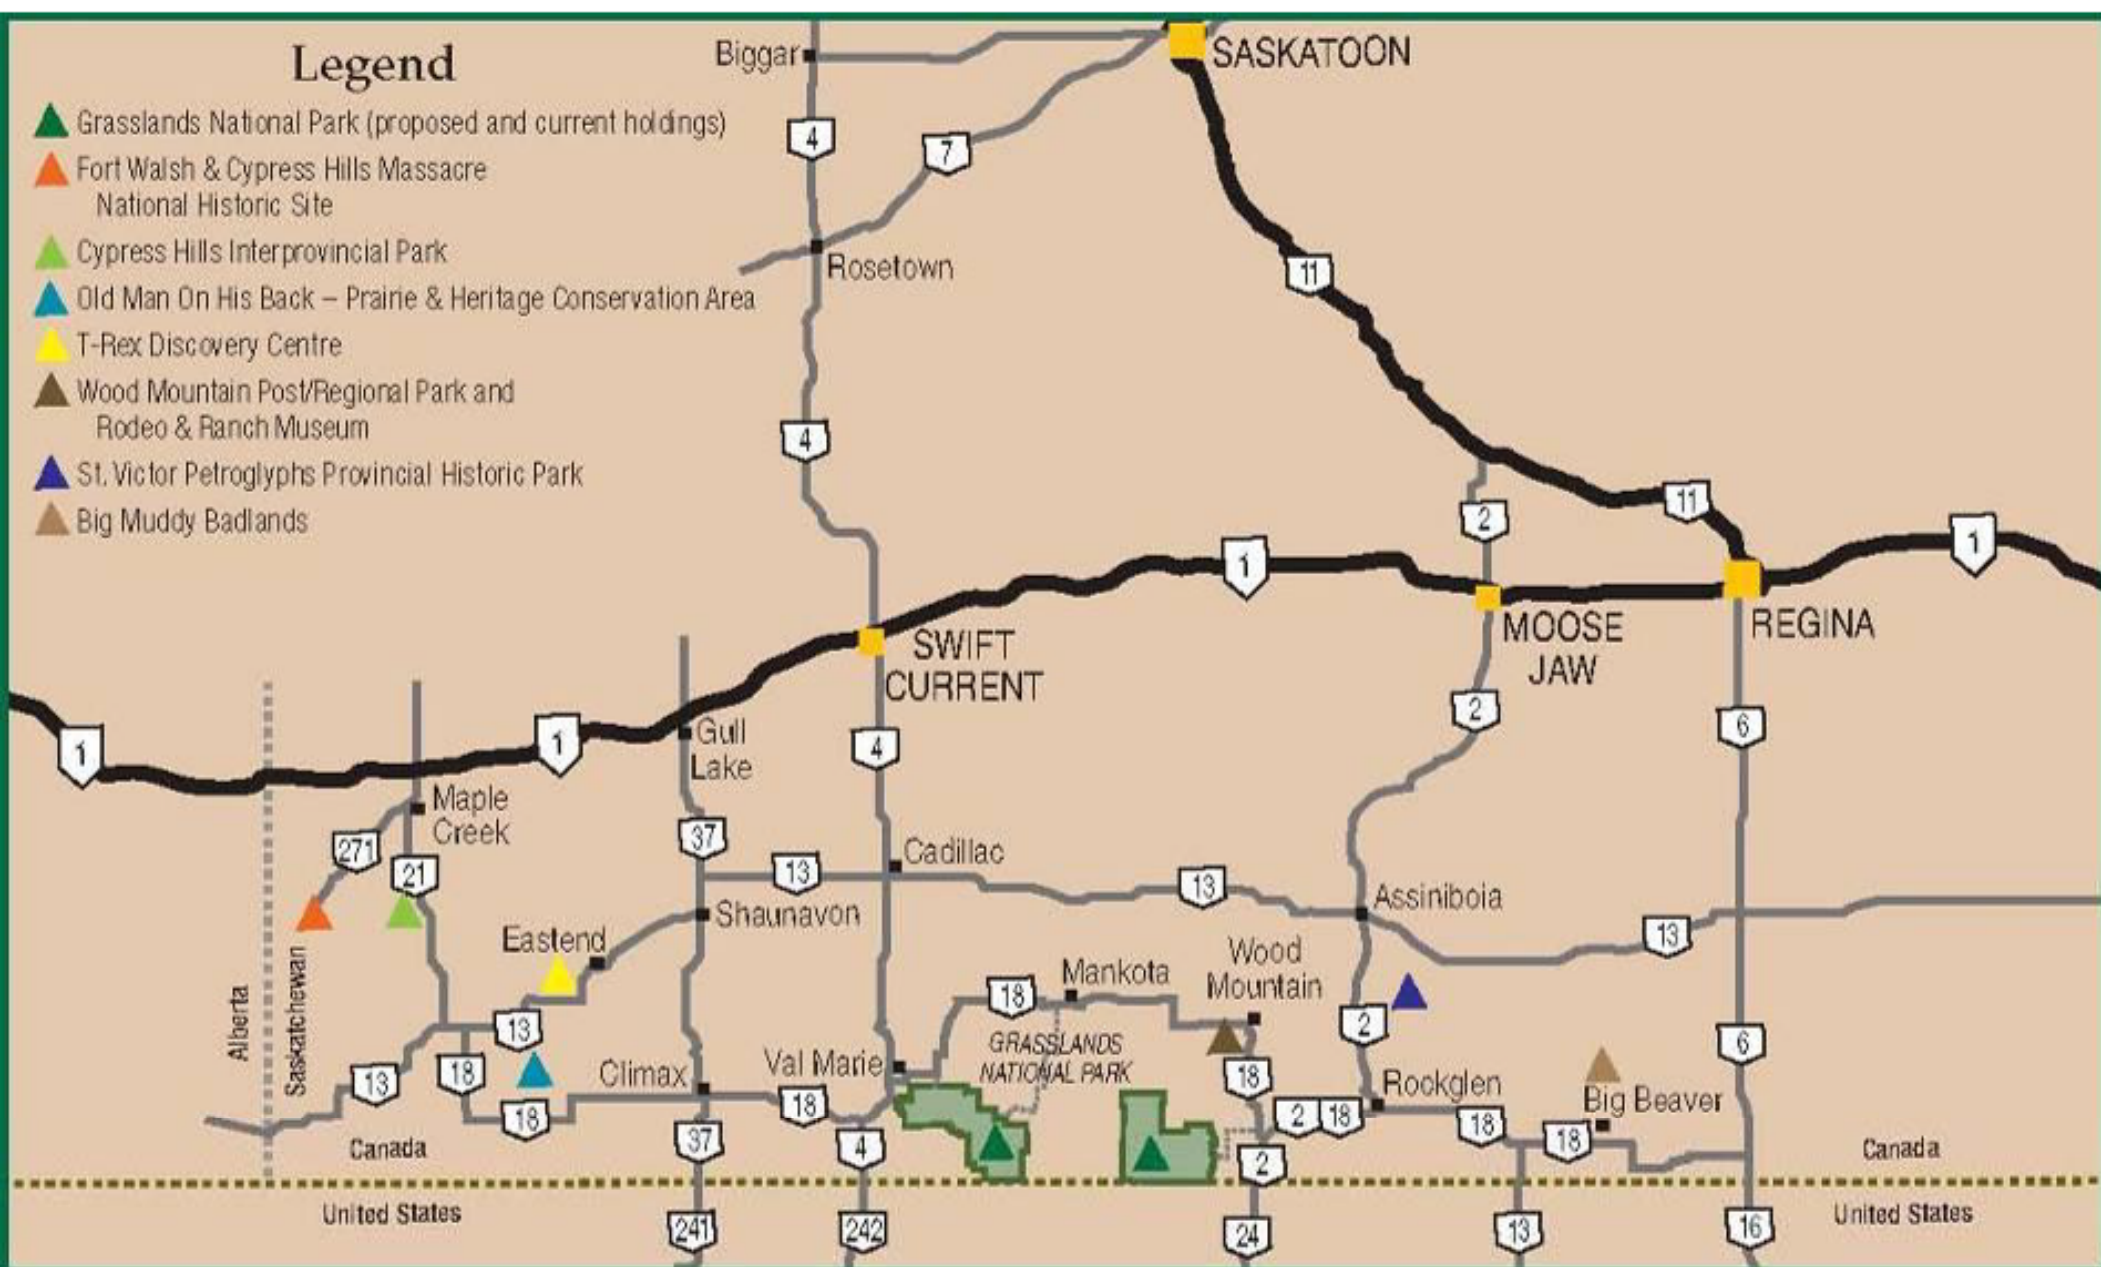 Legend
Grasslands National Park (proposed and current holdings)
Fort Walsh & Cypress Hills Massacre
National Historic Site
Cypress Hills Interprovincial Park
Old Man On His Back – Prairie & Heritage Conservation Area
T-Rex Discovery Centre
Wood Mountain Post/Regional Park and
Rodeo & Ranch Museum
St. Victor Petroglyphs Provincial Historic Park
Big Muddy Badlands
Biggar
SASKATOON
4
7
Rosetown
11
4
11
2
1
1
SWIFT
CURRENT
MOOSE
JAW
REGINA
2
6
1
1
Gull
Lake
4
Maple
Creek
271
21
37
13
Cadillac
13
Assiniboia
Shaunavon
13
Eastend
Wood
Mountain
Mankota
18
Alberta
Saskatchewan
13
2
6
GRASSLANDS
NATIONAL PARK
13
18
Climax
Val Marie
18
Rockglen
Big Beaver
18
18
2
18
18
18
Canada
37
4
2
Canada
United States
241
242
24
13
16
United States